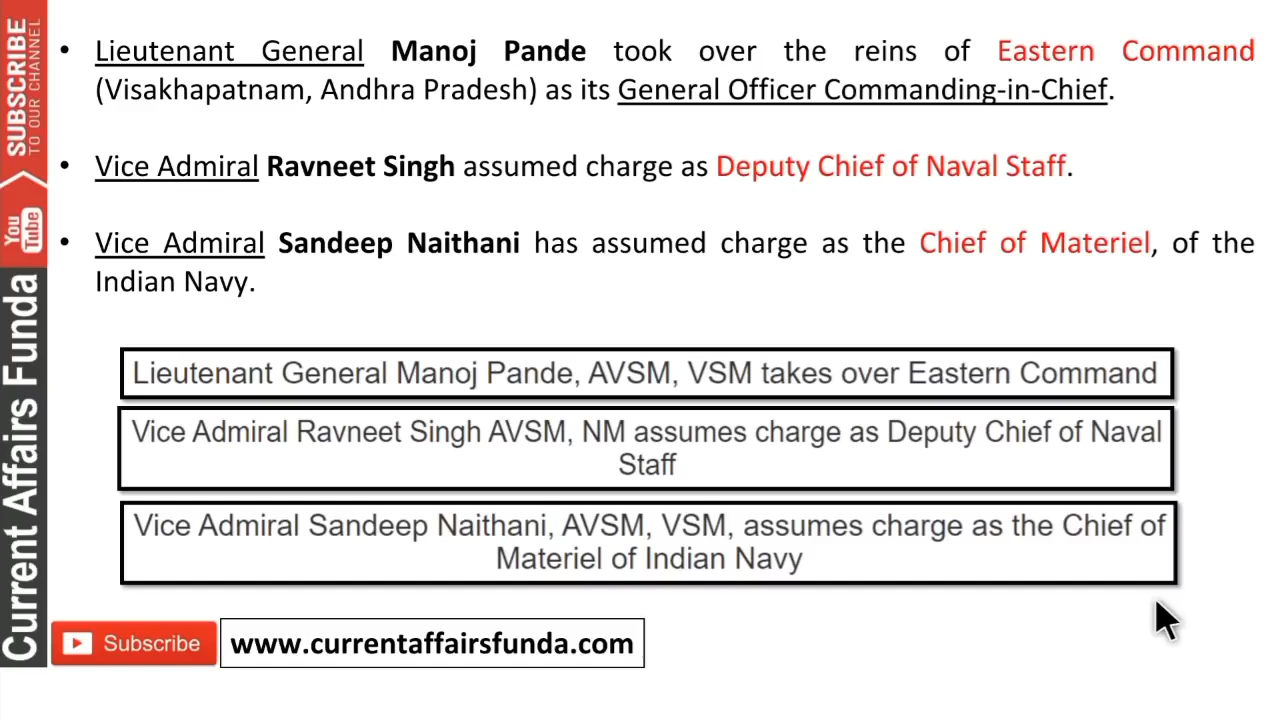 SUBSCRIBE
TO OUR CHANNEL
You
Tube
Current Affairs Funda
• Lieutenant General Manoj Pande took over the reins of Eastern Command
(Visakhapatnam, Andhra Pradesh) as its General Officer Commanding-in-Chief.
• Vice Admiral Ravneet Singh assumed charge as Deputy Chief of Naval Staff.
• Vice Admiral Sandeep Naithani has assumed charge as the Chief of Materiel, of the
Indian Navy.
Lieutenant General Manoj Pande, AVSM, VSM takes over Eastern Command
Vice Admiral Ravneet Singh AVSM, NM assumes charge as Deputy Chief of Naval
Staff
Vice Admiral Sandeep Naithani, AVSM, VSM, assumes charge as the Chief of
Materiel of Indian Navy
Subscribe
www.currentaffairsfunda.com